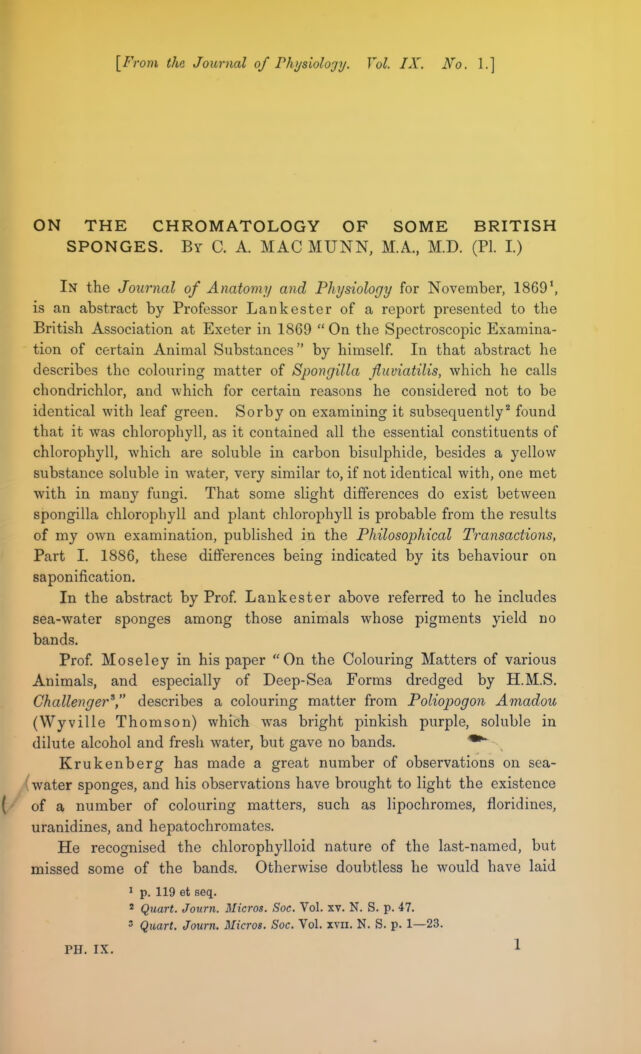 [From the Journal of Physiology. Vol. IX. No. 1.]
ON THE CHROMATOLOGY OF SOME BRITISH
SPONGES. By C. A. MAC MUNN, M.A., M.D. (Pl. I.)
In the Journal of Anatomy and Physiology for November, 1869¹,
is an abstract by Professor Lankester of a report presented to the
British Association at Exeter in 1869 “On the Spectroscopic Examina-
tion of certain Animal Substances” by himself. In that abstract he
describes the colouring matter of Spongilla fluviatilis, which he calls
chondrichlor, and which for certain reasons he considered not to be
identical with leaf green. Sorby on examining it subsequently² found
that it was chlorophyll, as it contained all the essential constituents of
chlorophyll, which are soluble in carbon bisulphide, besides a yellow
substance soluble in water, very similar to, if not identical with, one met
with in many fungi. That some slight differences do exist between
spongilla chlorophyll and plant chlorophyll is probable from the results
of my own examination, published in the Philosophical Transactions,
Part I. 1886, these differences being indicated by its behaviour on
saponification.
In the abstract by Prof. Lankester above referred to he includes
sea-water sponges among those animals whose pigments yield no
bands.
Prof. Moseley in his paper “On the Colouring Matters of various
Animals, and especially of Deep-Sea Forms dredged by H.M.S.
Challenger³,” describes a colouring matter from Poliopogon Amadou
(Wyville Thomson) which was bright pinkish purple, soluble in
dilute alcohol and fresh water, but gave no bands.
Krukenberg has made a great number of observations on sea-
water sponges, and his observations have brought to light the existence
of a number of colouring matters, such as lipochromes, floridines,
uranidines, and hepatochromates.
He recognised the chlorophylloid nature of the last-named, but
missed some of the bands. Otherwise doubtless he would have laid
¹ p. 119 et seq.
² Quart. Journ. Micros. Soc. Vol. xv. N. S. p. 47.
³ Quart. Journ. Micros. Soc. Vol. xvii. N. S. p. 1—23.
PH. IX.
1